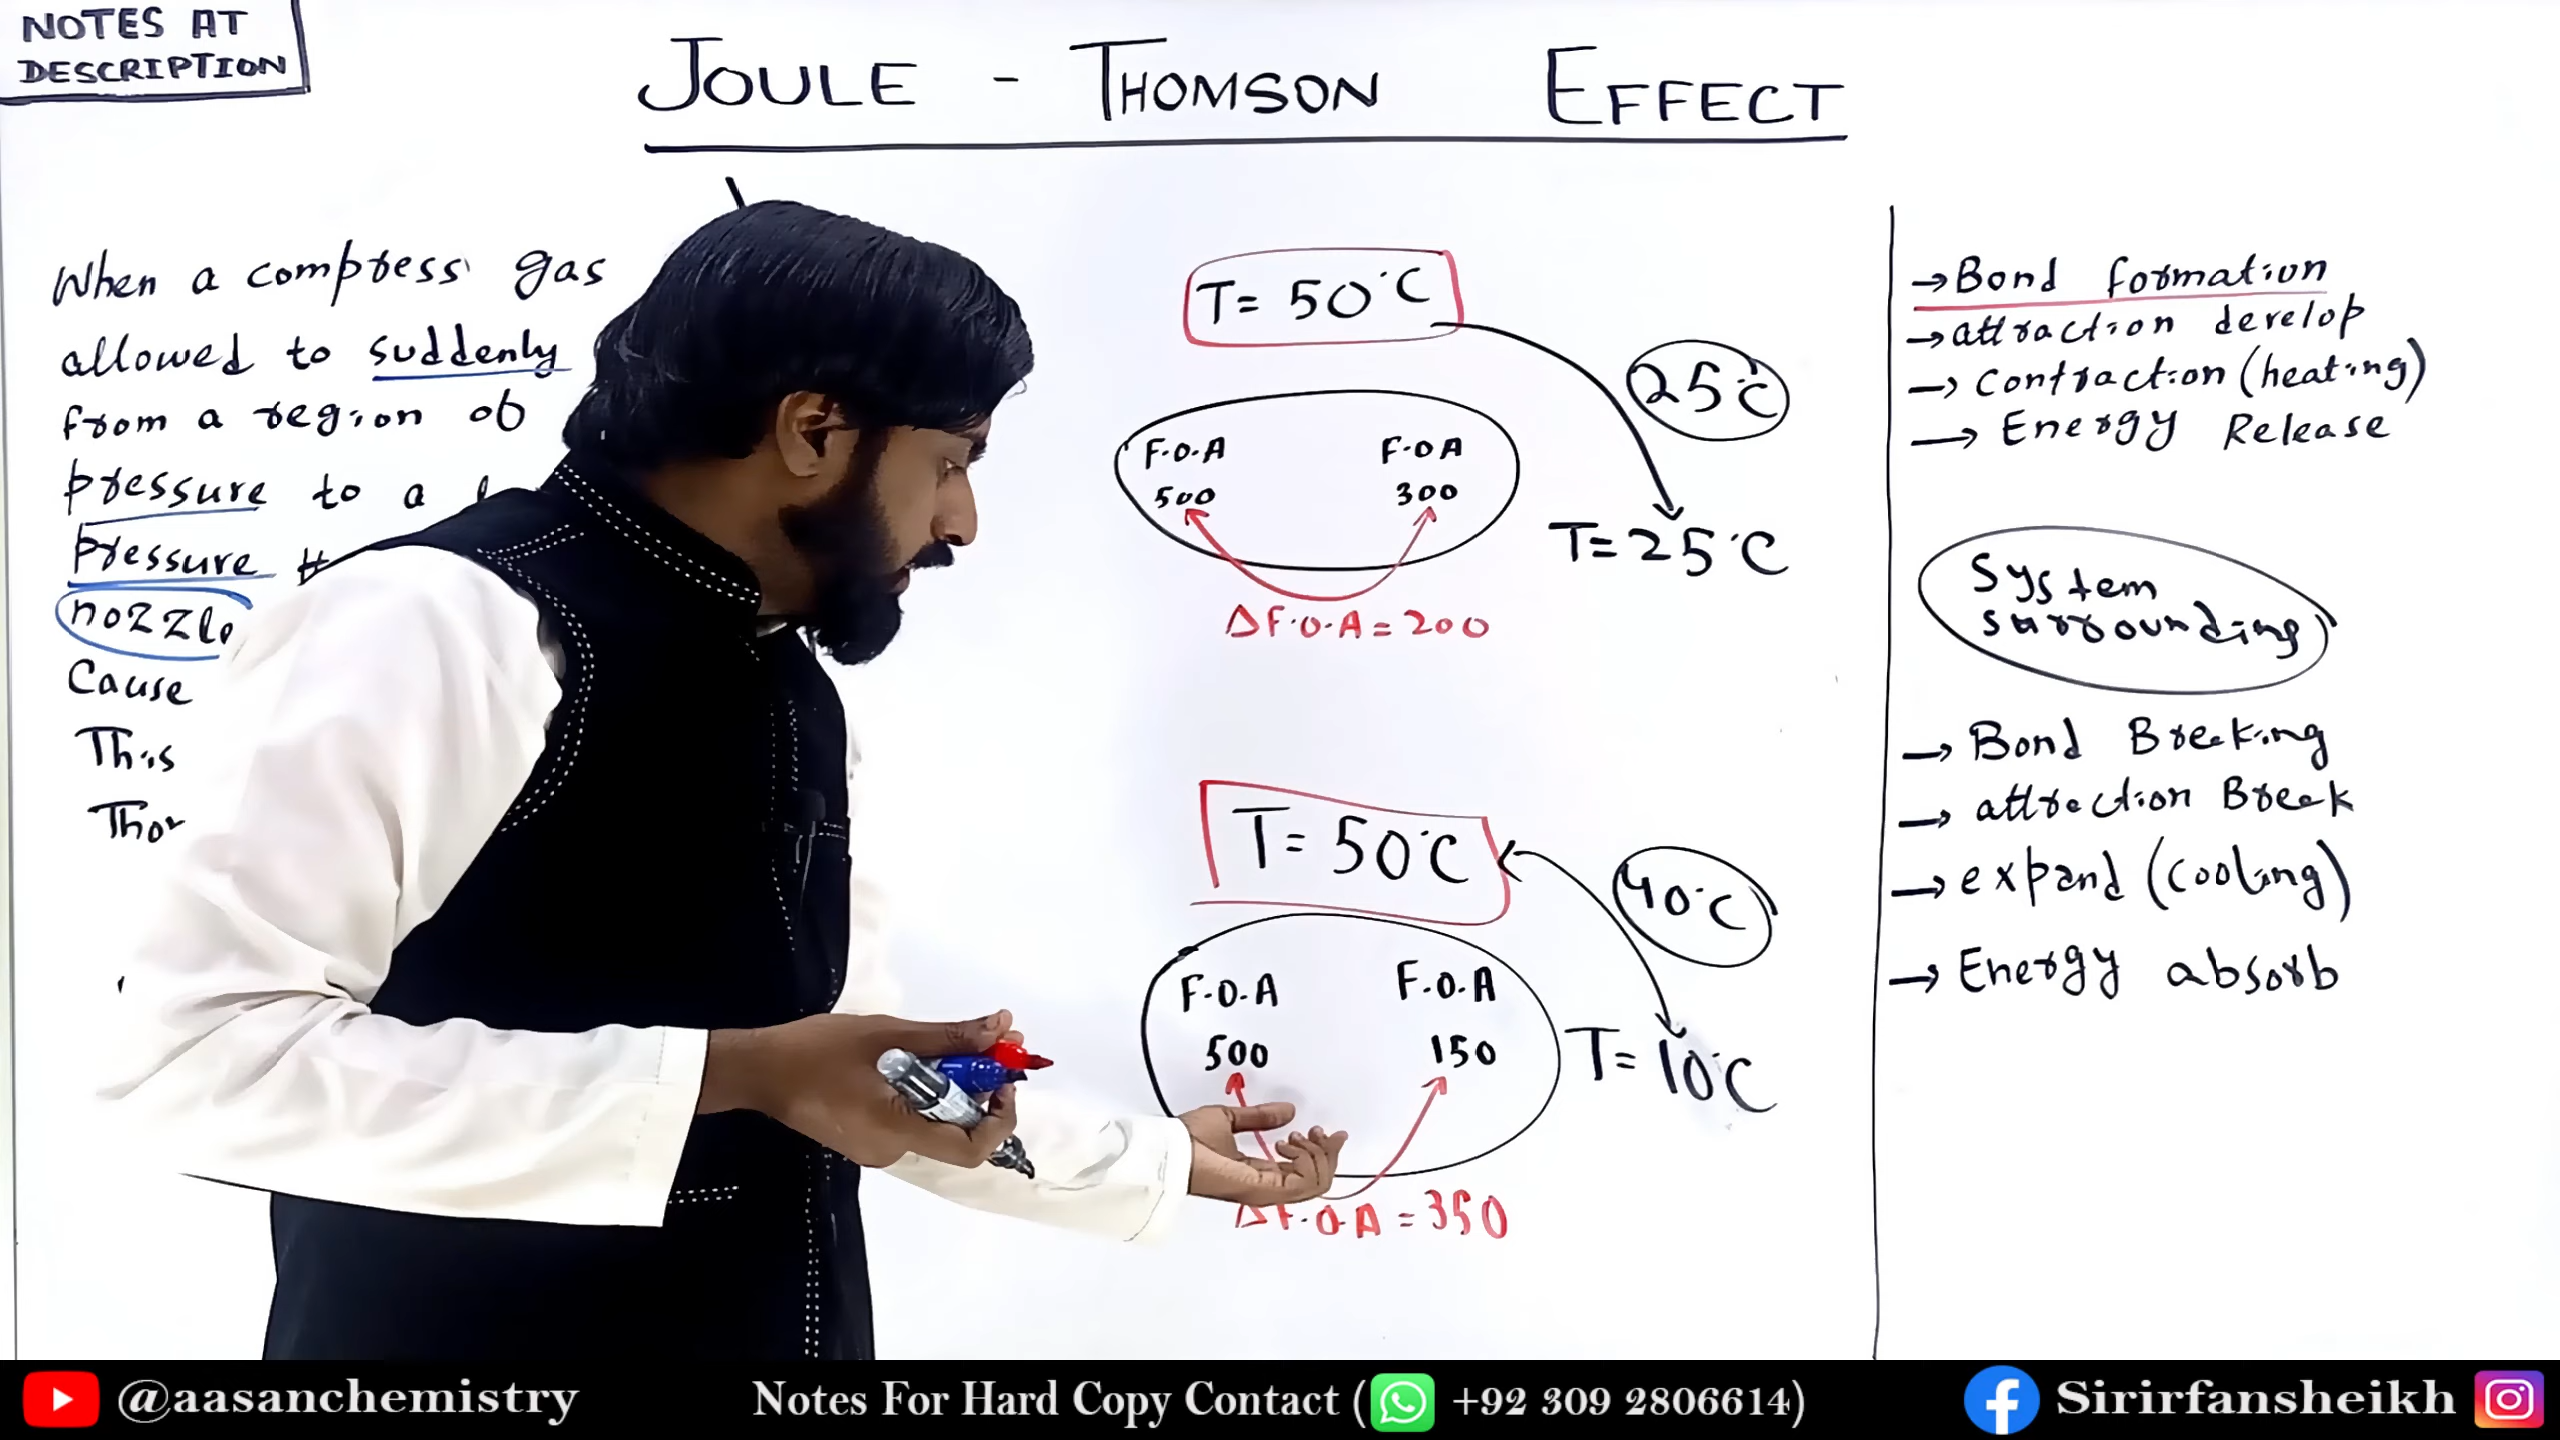 NOTES AT
DESCRIPTION
JOULE - THOMSON EFFECT
When a compress gas
allowed to suddenly
from a region of
pressure to a
pressure
nozzle
Cause
This
T= 50°C
25°C
F.O.A F.O.A
500 300
T= 25°C
ΔF.O.A = 200
T= 50°C
40°C
F.O.A F.O.A
500 150
T= 10°C
ΔF.O.A = 350
→ Bond formation
→ attraction develop
→ contraction (heating)
→ Energy Release
System
surrounding
→ Bond Breaking
→ attraction Break
→ expand (cooling)
→ Energy absorb
@aasanchemistry Notes For Hard Copy Contact ( +92 309 2806614) Sirirfansheikh